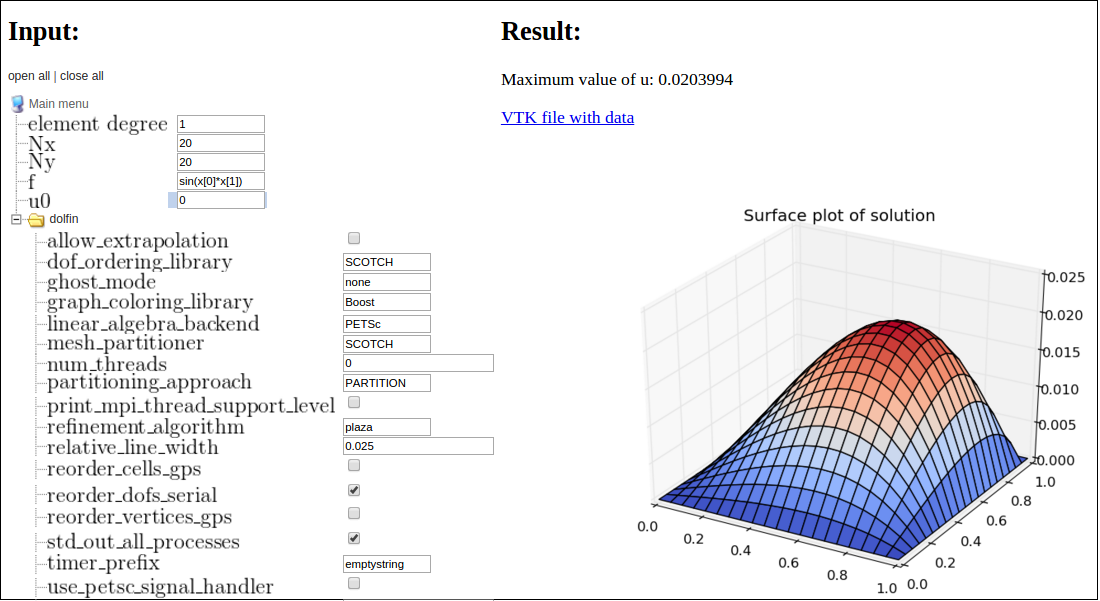 Input:
open all | close all
Main menu
element degree 1
Nx 20
Ny 20
f sin(x[0]*x[1])
u0 0
dolfin
allow_extrapolation
dof_ordering_library SCOTCH
ghost_mode none
graph_coloring_library Boost
linear_algebra_backend PETSc
mesh_partitioner SCOTCH
num_threads 0
partitioning_approach PARTITION
print_mpi_thread_support_level
refinement_algorithm plaza
relative_line_width 0.025
reorder_cells_gps
reorder_dofs_serial
reorder_vertices_gps
std_out_all_processes
timer_prefix emptystring
use_petsc_signal_handler
Result:
Maximum value of u: 0.0203994
VTK file with data
Surface plot of solution
0.025
0.020
0.015
0.010
0.005
0.000
1.0
0.8
0.6
0.4
0.2
0.0
0.0
0.2
0.4
0.6
0.8
1.0